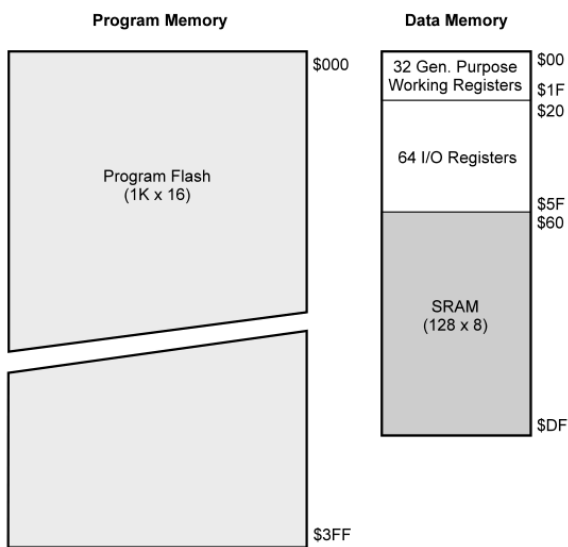 Program Memory
$000
Program Flash
(1K x 16)
$3FF
Data Memory
32 Gen. Purpose
Working Registers
$00
$1F
$20
64 I/O Registers
$5F
$60
SRAM
(128 x 8)
$DF